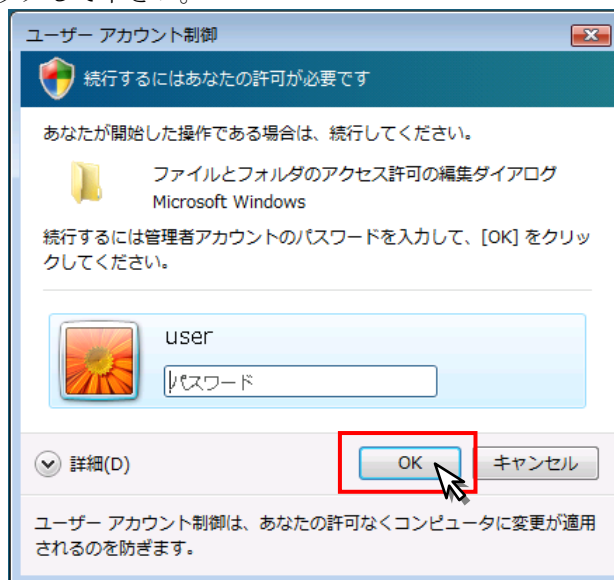 して下さい。
ユーザー アカウント制御
続行するにはあなたの許可が必要です
あなたが開始した操作である場合は、続行してください。
ファイルとフォルダのアクセス許可の編集ダイアログ
Microsoft Windows
続行するには管理者アカウントのパスワードを入力して、[OK] をクリッ
クしてください。
user
パスワード
詳細(D)
OK
キャンセル
ユーザー アカウント制御は、あなたの許可なくコンピュータに変更が適用
されるのを防ぎます。